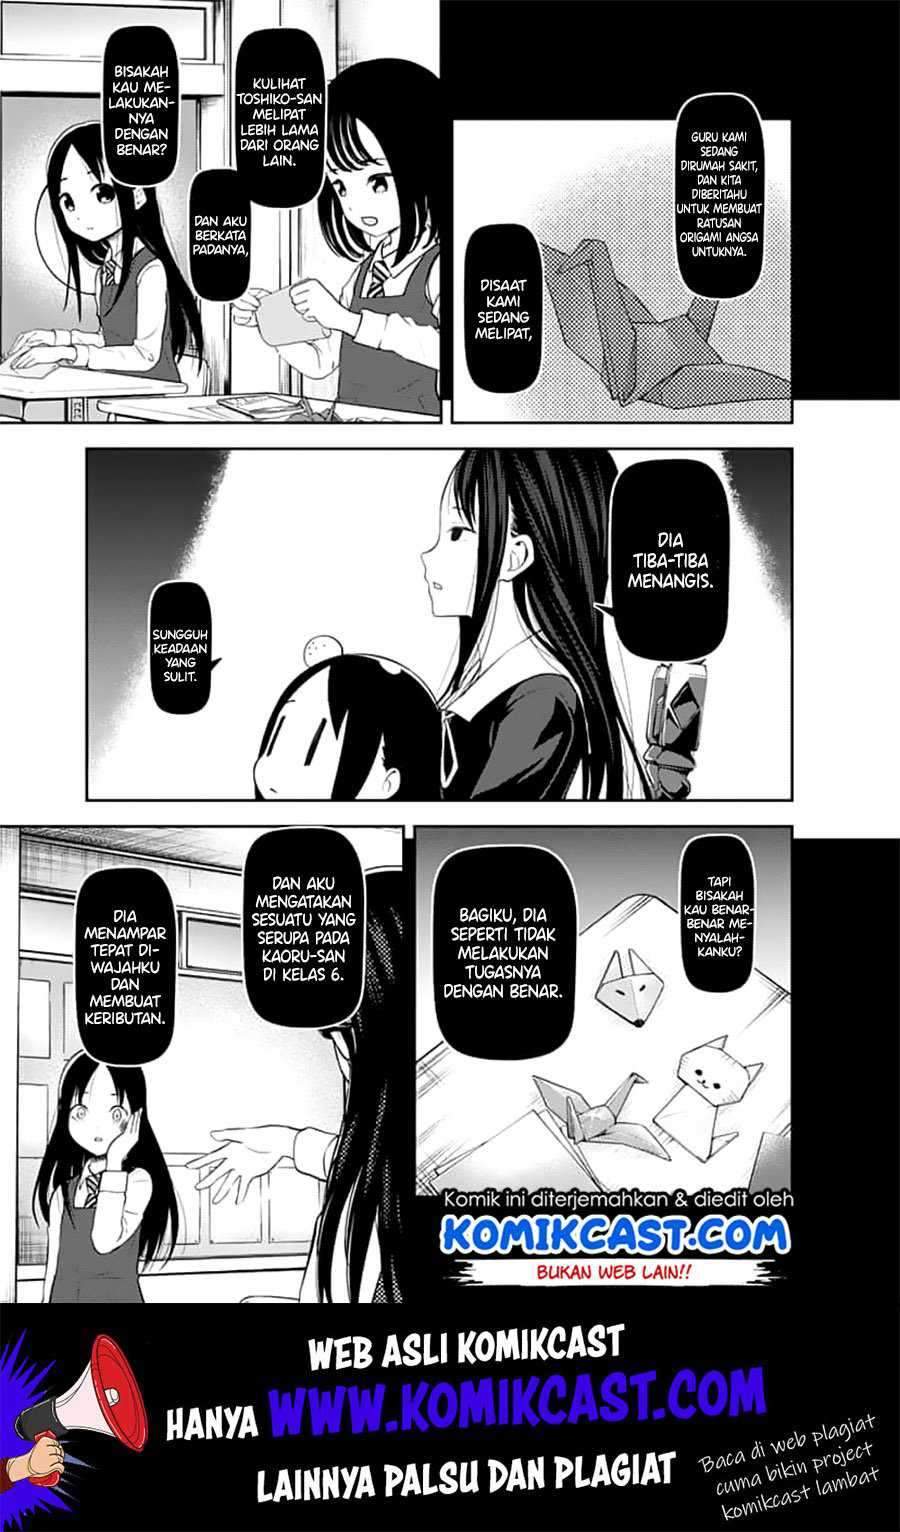 GURU KAMI
SEDANG
DIRUMAH SAKIT,
DAN KITA
DIBERITAHU
UNTUK MEMBUAT
RATUSAN
ORIGAMI ANGSA
UNTUKNYA.
DISAAT
KAMI
SEDANG
MELIPAT,
KULIHAT
TOSHIKO-SAN
MELIPAT
LEBIH LAMA
DARI ORANG
LAIN.
DAN AKU
BERKATA
PADANYA,
BISAKAH
KAU ME-
LAKUKAN-
NYA
DENGAN
BENAR?
DIA
TIBA-TIBA
MENANGIS.
SUNGGUH
KEADAAN
YANG
SULIT.
TAPI
BISAKAH
KAU BENAR-
BENAR ME-
NYALAH-
KANKU?
BAGIKU, DIA
SEPERTI TIDAK
MELAKUKAN
TUGASNYA
DENGAN BENAR.
DAN AKU
MENGATAKAN
SESUATU YANG
SERUPA PADA
KAORU-SAN
DI KELAS 6.
DIA
MENAMPAR
TEPAT DI-
WAJAHKU
DAN
MEMBUAT
KERIBUTAN.
Komik ini diterjemahkan & diedit oleh
KOMIKCAST.COM
BUKAN WEB LAIN!!
WEB ASLI KOMIKCAST
HANYA WWW.KOMIKCAST.COM
LAINNYA PALSU DAN PLAGIAT
Baca di web plagiat
cuma bikin project
komikcast lambat